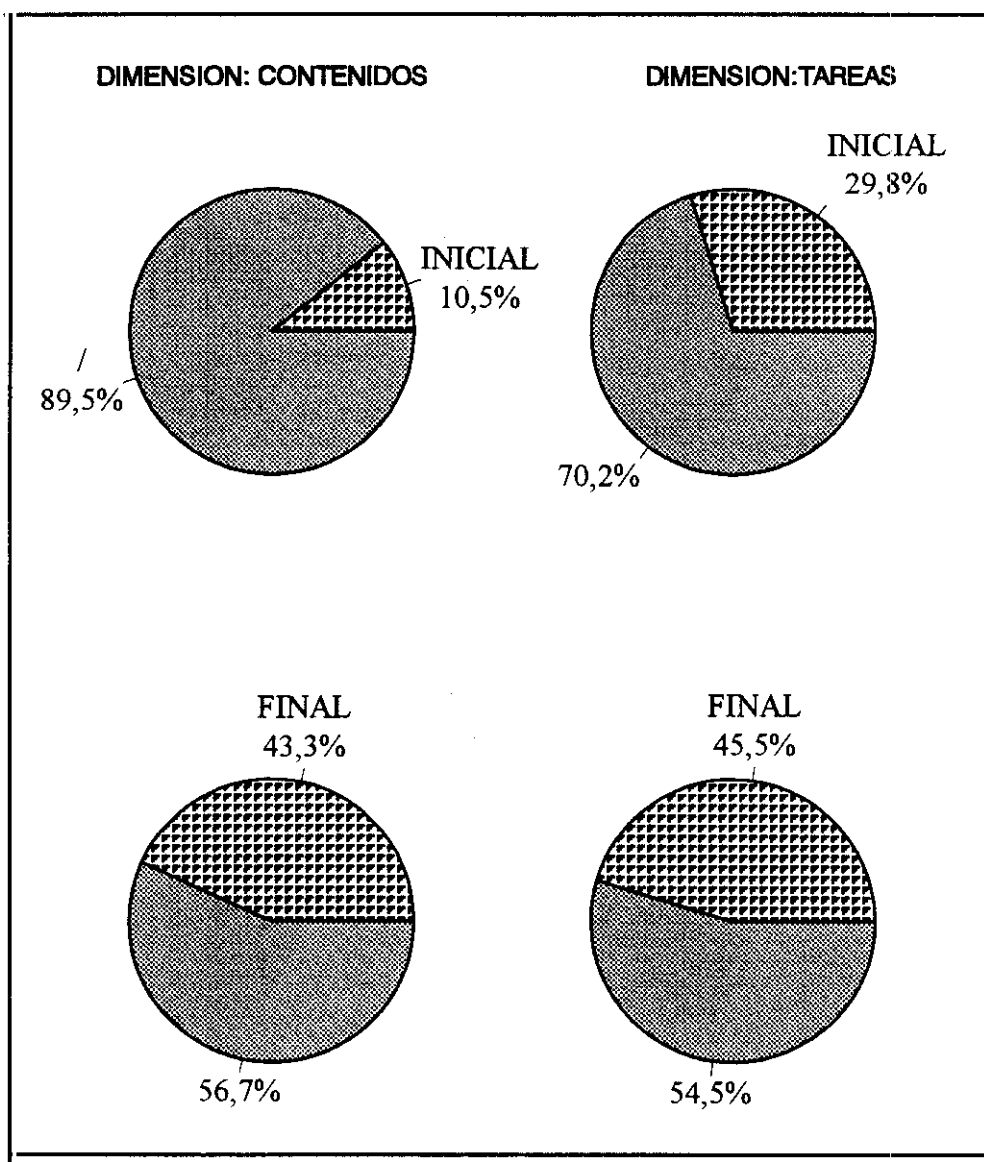 DIMENSION: CONTENIDOS
DIMENSION:TAREAS
INICIAL
10,5%
89,5%
INICIAL
29,8%
70,2%
FINAL
43,3%
56,7%
FINAL
45,5%
54,5%